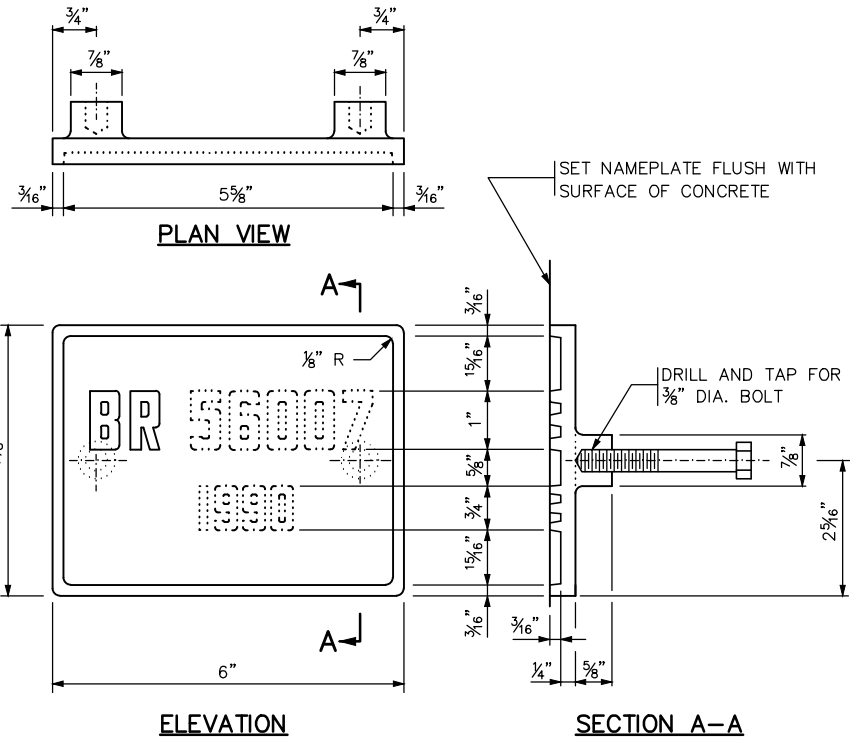 ¾" ¾"
⅞" ⅞"
3/16" 5⅝" 3/16"
PLAN VIEW
SET NAMEPLATE FLUSH WITH
SURFACE OF CONCRETE
A
⅛" R
BR 56007
1990
A
6"
ELEVATION
3/16"
15/16"
1"
⅝"
¾"
15/16"
3/16"
DRILL AND TAP FOR
⅜" DIA. BOLT
⅞"
2 5/16"
3/16"
¼" ⅝"
SECTION A-A